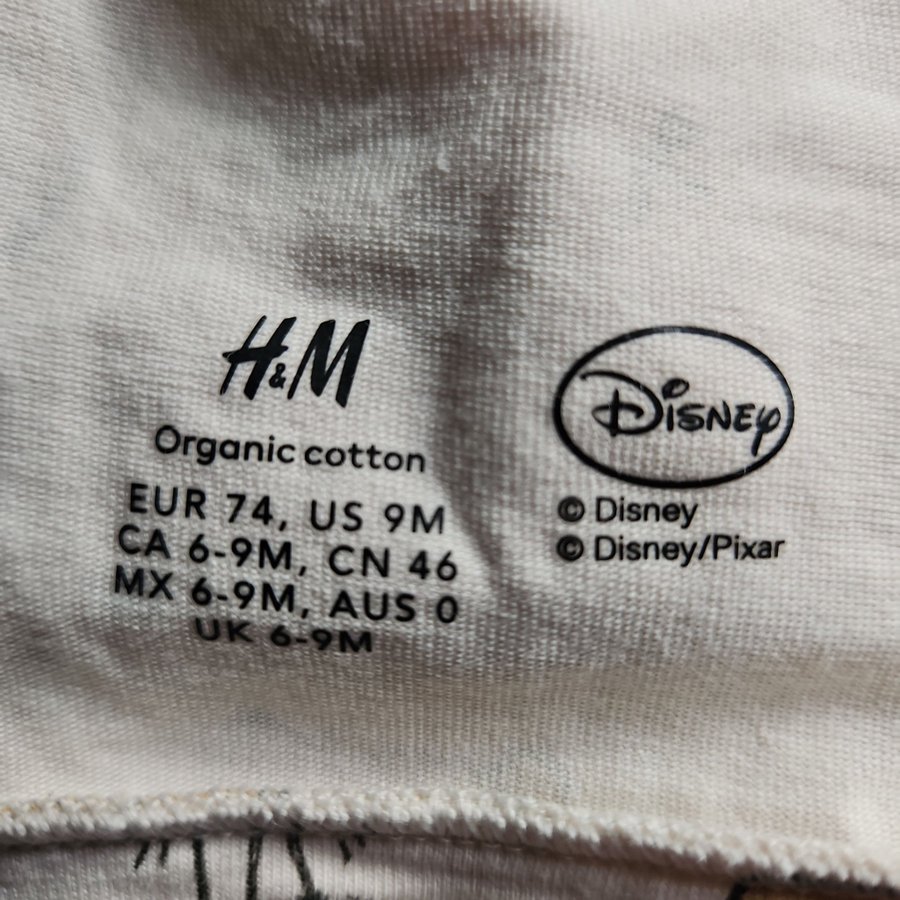 H&M
Organic cotton
EUR 74, US 9M
CA 6-9M, CN 46
MX 6-9M, AUS 0
UK 6-9M
Disney
© Disney
© Disney/Pixar